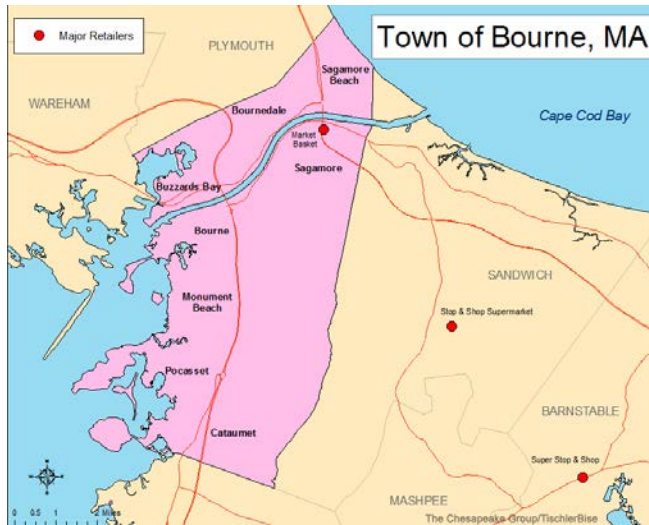 Major Retailers
Town of Bourne, MA
PLYMOUTH
Sagamore
Beach
WAREHAM
Bournedale
Cape Cod Bay
Market
Basket
Sagamore
Buzzards Bay
Bourne
SANDWICH
Monument
Beach
Stop & Shop Supermarket
Pocasset
BARNSTABLE
Cataumet
Super Stop & Shop
MASHPEE
0 0.5 1 2 Miles
The Chesapeake Group/TischlerBise